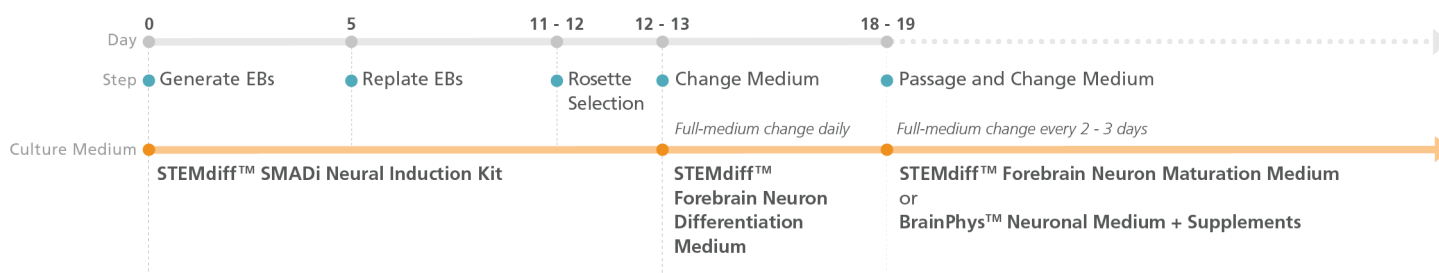 0 5 11 - 12 12 - 13 18 - 19
Day
Step Generate EBs Replate EBs Rosette Change Medium Passage and Change Medium
Selection
Full-medium change daily Full-medium change every 2 - 3 days
Culture Medium
STEMdiff™ SMADi Neural Induction Kit STEMdiff™ STEMdiff™ Forebrain Neuron Maturation Medium
Forebrain Neuron or
Differentiation BrainPhys™ Neuronal Medium + Supplements
Medium